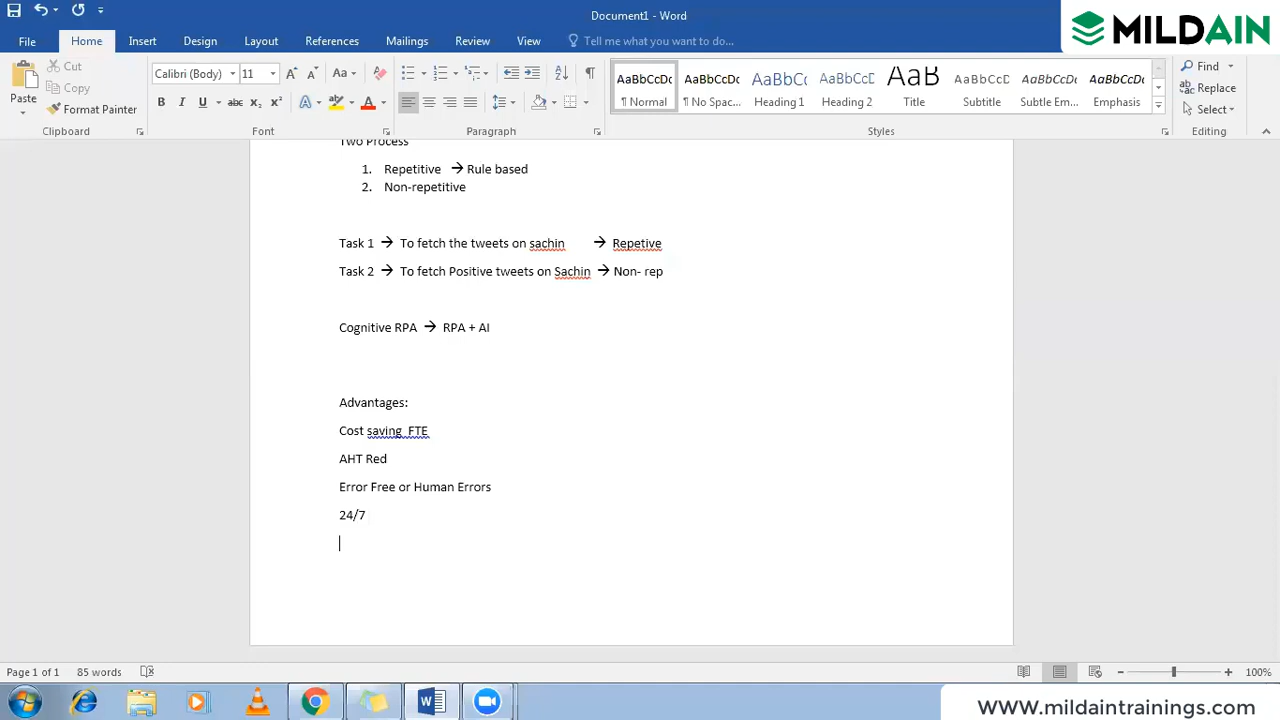 Document1 - Word
MILDAIN
File Home Insert Design Layout References Mailings Review View Tell me what you want to do...
Cut
Copy
Paste
Format Painter
Clipboard
Calibri (Body) 11
Font
Paragraph
AaBbCcDc AaBbCcDc AaBbCc AaBbCcC AaB AaBbCcD AaBbCcDc AaBbCcDc
¶ Normal ¶ No Spac... Heading 1 Heading 2 Title Subtitle Subtle Em... Emphasis
Styles
Find
Replace
Select
Editing
Two Process
1. Repetitive → Rule based
2. Non-repetitive
Task 1 → To fetch the tweets on sachin → Repetive
Task 2 → To fetch Positive tweets on Sachin → Non- rep
Cognitive RPA → RPA + AI
Advantages:
Cost saving FTE
AHT Red
Error Free or Human Errors
24/7
Page 1 of 1 85 words
100%
www.mildaintrainings.com